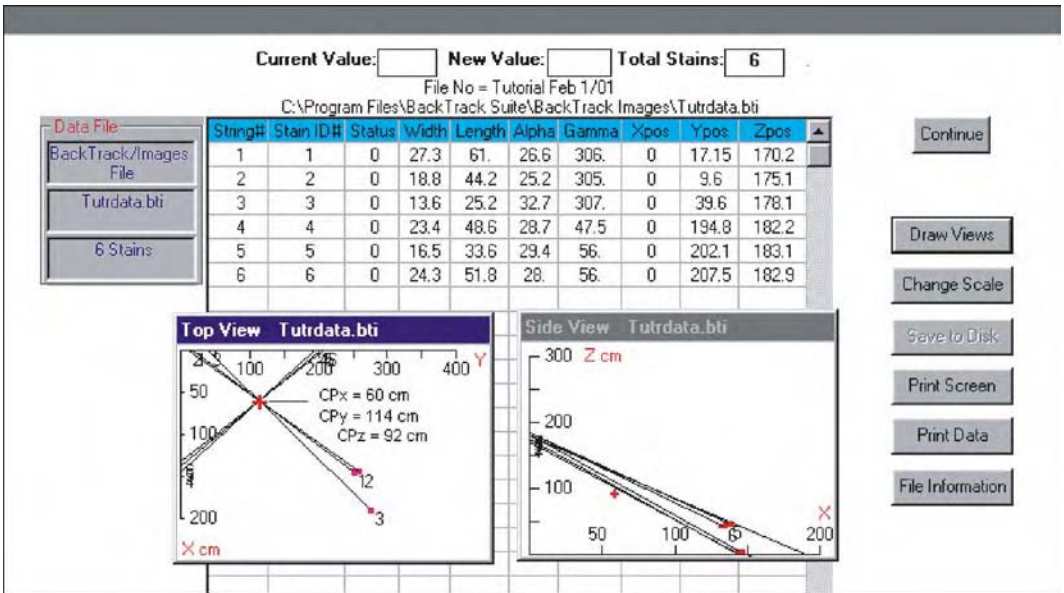 Current Value: New Value: Total Stains: 6
File No = Tutorial Feb 1/01
C:\Program Files\BackTrack Suite\BackTrack Images\Tutrdata.bti
Data File
BackTrack/Images
File
Tutrdata.bti
6 Stains
String# Stain ID# Status Width Length Alpha Gamma Xpos Ypos Zpos
1 1 0 27.3 61. 26.6 306. 0 17.15 170.2
2 2 0 18.8 44.2 25.2 305. 0 9.6 175.1
3 3 0 13.6 25.2 32.7 307. 0 39.6 178.1
4 4 0 23.4 48.6 28.7 47.5 0 194.8 182.2
5 5 0 16.5 33.6 29.4 56. 0 202.1 183.1
6 6 0 24.3 51.8 28. 56. 0 207.5 182.9
Continue
Draw Views
Change Scale
Save to Disk
Print Screen
Print Data
File Information
Top View Tutrdata.bti
100 200 300 400 Y
50
100
200
X cm
CPx = 60 cm
CPy = 114 cm
CPz = 92 cm
12
3
Side View Tutrdata.bti
300 Z cm
200
100
50 100 200
X
6